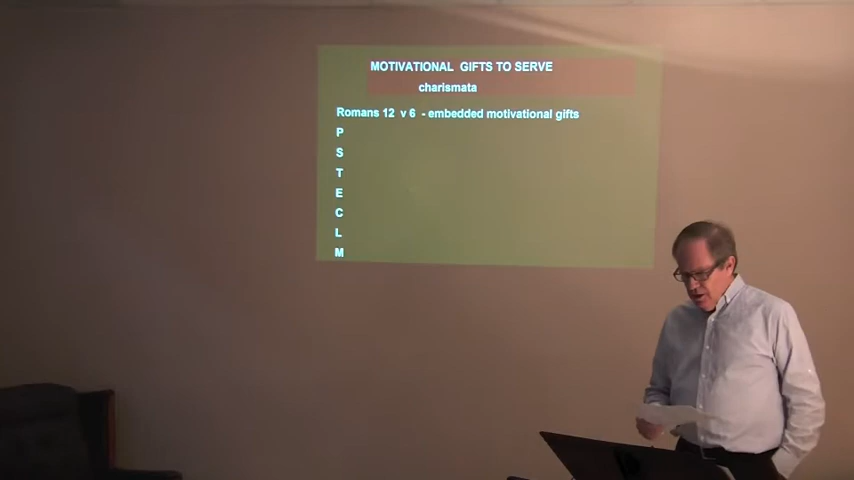 MOTIVATIONAL GIFTS TO SERVE
charismata
Romans 12 v 6 - embedded motivational gifts
P
S
T
E
C
L
M